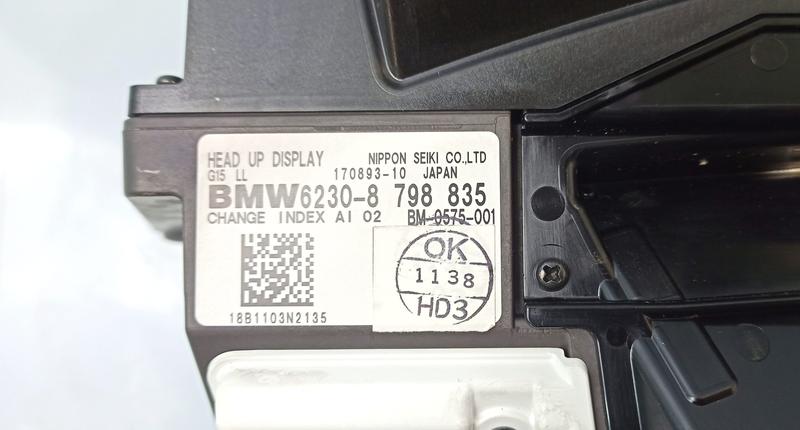 HEAD UP DISPLAY NIPPON SEIKI CO.,LTD
G15 LL 170893-10 JAPAN
BMW6230-8 798 835
CHANGE INDEX AI 02 BM-0575-001
OK
1138
HD3
18B1103N2135